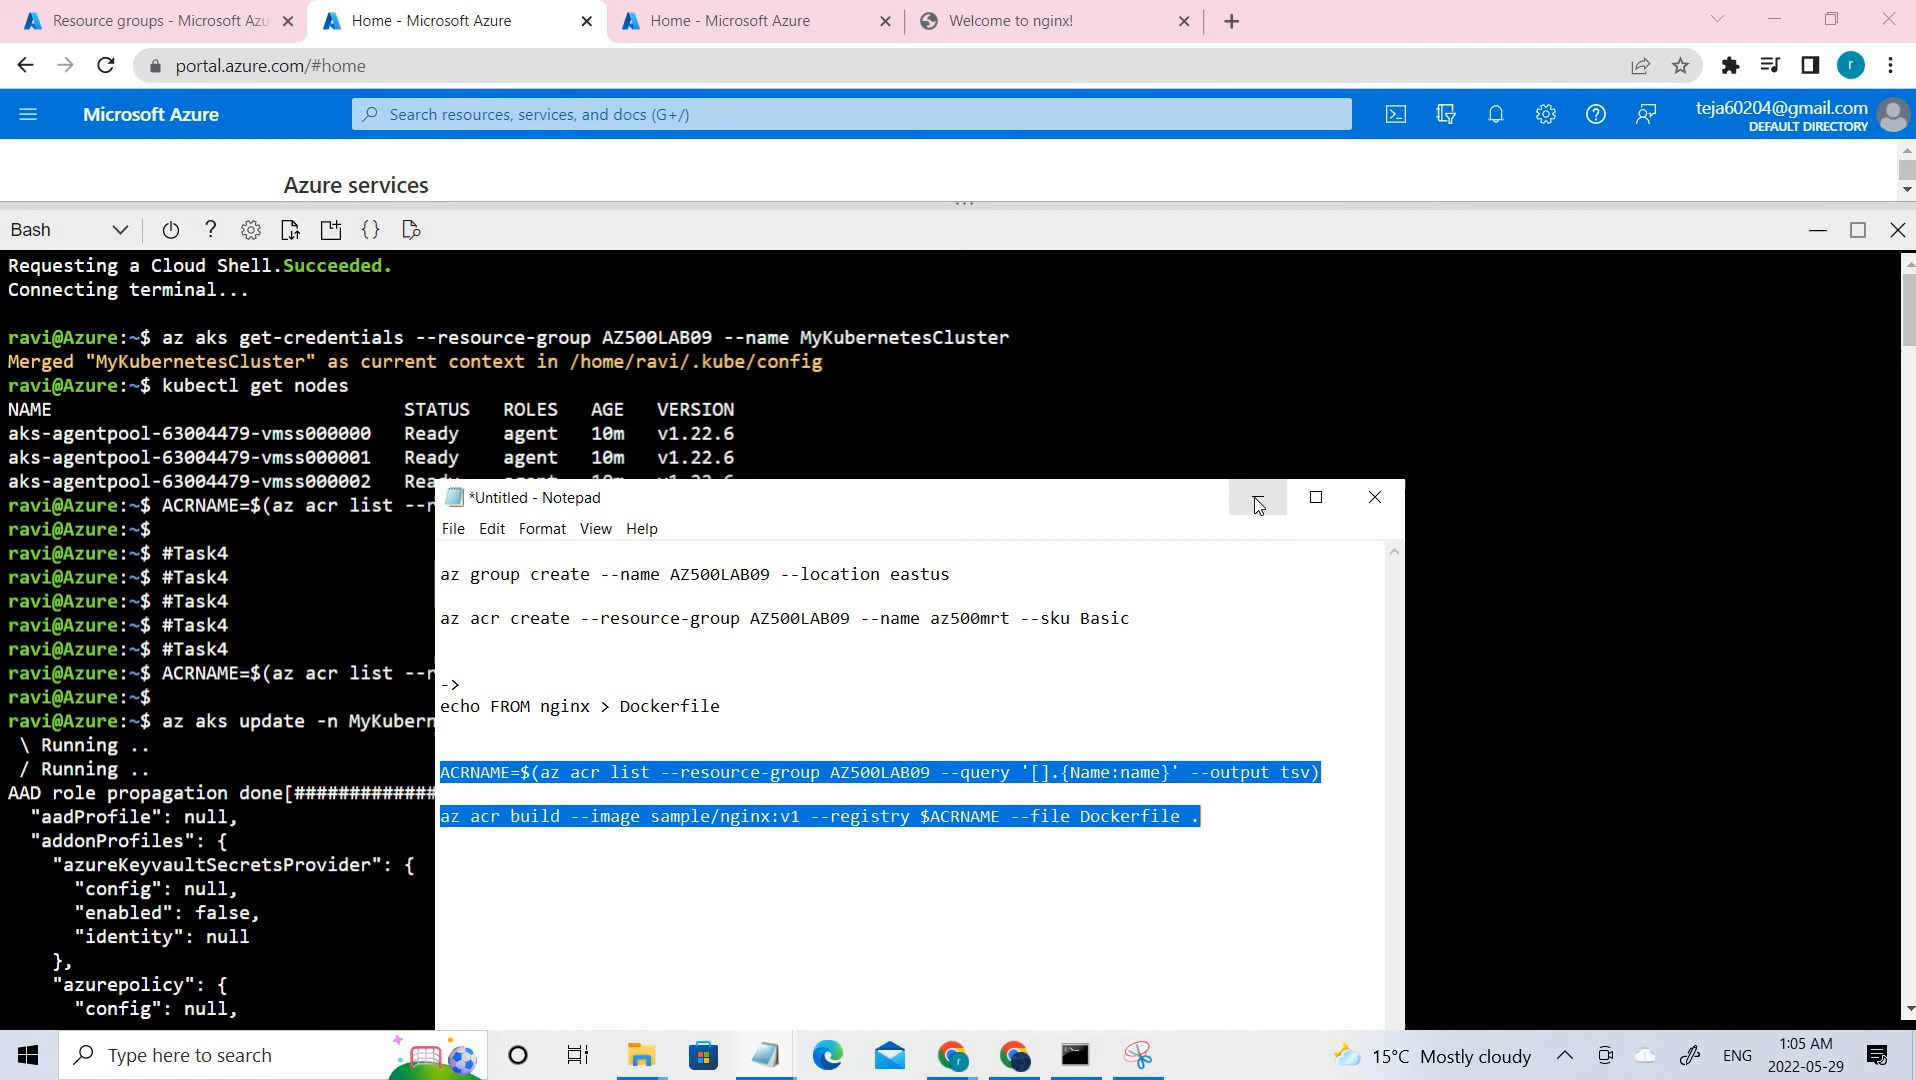 Resource groups - Microsoft Azu
Home - Microsoft Azure
Home - Microsoft Azure
Welcome to nginx!
portal.azure.com/#home
r
Microsoft Azure
Search resources, services, and docs (G+/)
teja60204@gmail.com
DEFAULT DIRECTORY
Azure services
Bash
Requesting a Cloud Shell.Succeeded.
Connecting terminal...
ravi@Azure:~$ az aks get-credentials --resource-group AZ500LAB09 --name MyKubernetesCluster
Merged "MyKubernetesCluster" as current context in /home/ravi/.kube/config
ravi@Azure:~$ kubectl get nodes
NAME STATUS ROLES AGE VERSION
aks-agentpool-63004479-vmss000000 Ready agent 10m v1.22.6
aks-agentpool-63004479-vmss000001 Ready agent 10m v1.22.6
aks-agentpool-63004479-vmss000002
ravi@Azure:~$ ACRNAME=$(az acr list --r
ravi@Azure:~$
ravi@Azure:~$ #Task4
ravi@Azure:~$ #Task4
ravi@Azure:~$ #Task4
ravi@Azure:~$ #Task4
ravi@Azure:~$ #Task4
ravi@Azure:~$ ACRNAME=$(az acr list --r
ravi@Azure:~$
ravi@Azure:~$ az aks update -n MyKubern
\ Running ..
/ Running ..
AAD role propagation done[#############
"aadProfile": null,
"addonProfiles": {
"azureKeyvaultSecretsProvider": {
"config": null,
"enabled": false,
"identity": null
},
"azurepolicy": {
"config": null,
*Untitled - Notepad
File Edit Format View Help
az group create --name AZ500LAB09 --location eastus
az acr create --resource-group AZ500LAB09 --name az500mrt --sku Basic
->
echo FROM nginx > Dockerfile
ACRNAME=$(az acr list --resource-group AZ500LAB09 --query '[].{Name:name}' --output tsv)
az acr build --image sample/nginx:v1 --registry $ACRNAME --file Dockerfile .
Type here to search
15°C Mostly cloudy
ENG
1:05 AM
2022-05-29